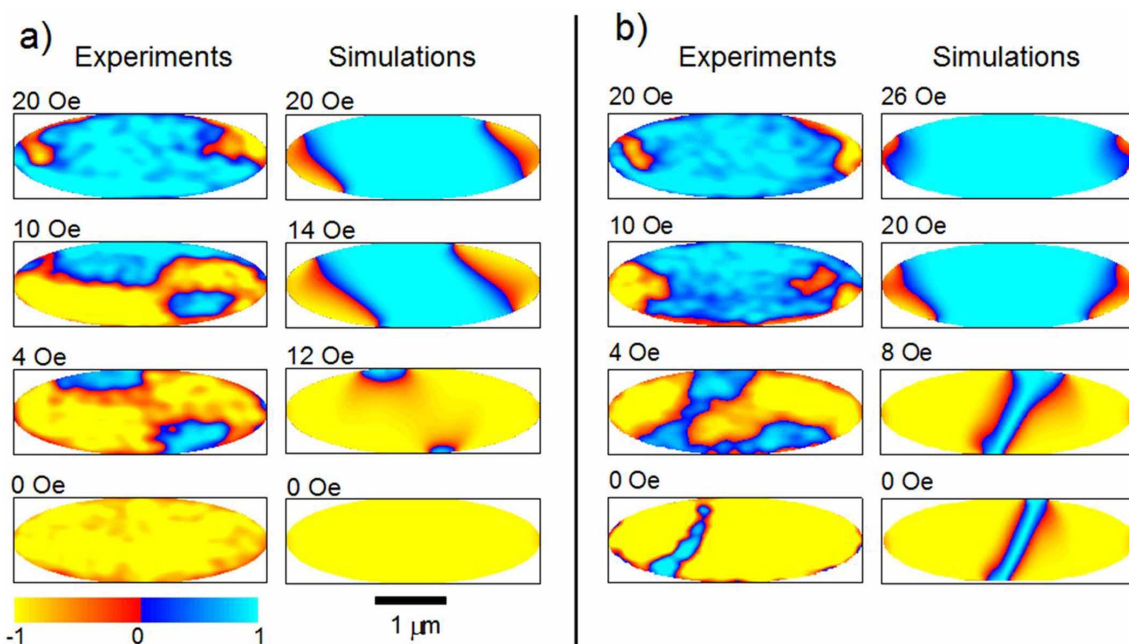 a)
Experiments Simulations
20 Oe 20 Oe
10 Oe 14 Oe
4 Oe 12 Oe
0 Oe 0 Oe
-1 0 1
1 μm
b)
Experiments Simulations
20 Oe 26 Oe
10 Oe 20 Oe
4 Oe 8 Oe
0 Oe 0 Oe